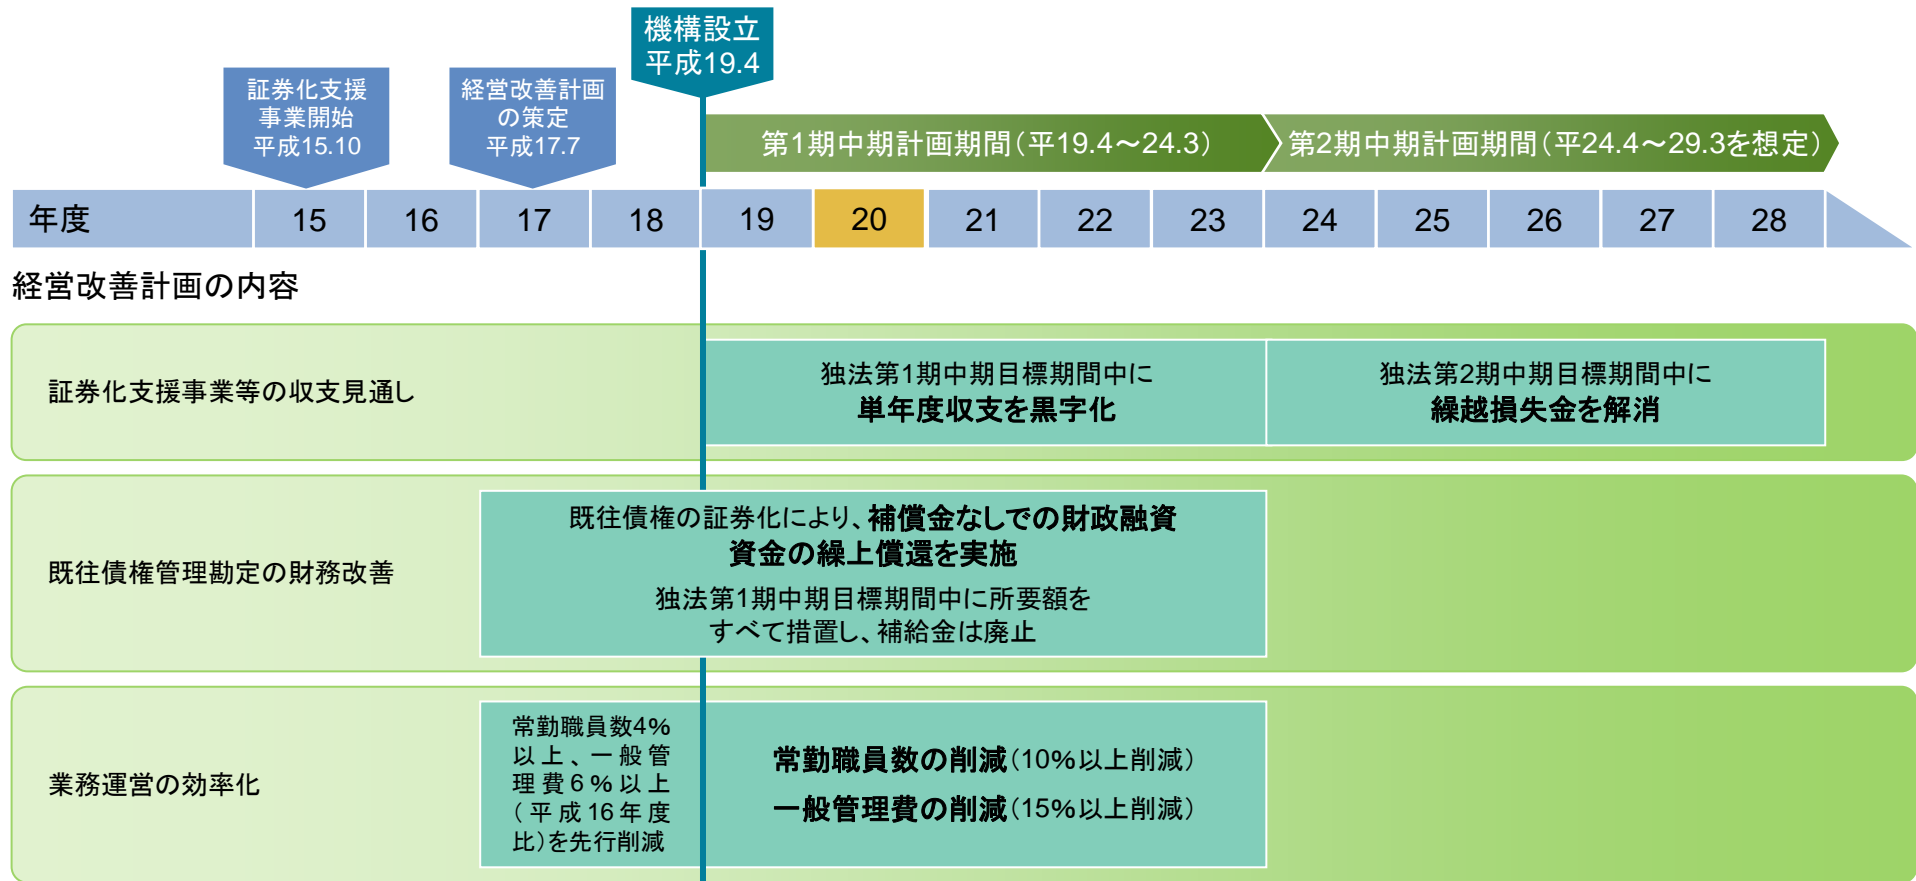 機構設立
平成19.4
証券化支援
事業開始
平成15.10
経営改善計画
の策定
平成17.7
第1期中期計画期間(平19.4～24.3)
第2期中期計画期間(平24.4～29.3を想定)
年度 15 16 17 18 19 20 21 22 23 24 25 26 27 28
経営改善計画の内容
証券化支援事業等の収支見通し
独法第1期中期目標期間中に
単年度収支を黒字化
独法第2期中期目標期間中に
繰越損失金を解消
既往債権管理勘定の財務改善
既往債権の証券化により、補償金なしでの財政融資
資金の繰上償還を実施
独法第1期中期目標期間中に所要額を
すべて措置し、補給金は廃止
業務運営の効率化
常勤職員数4%
以上、一般管
理費6%以上
(平成16年度
比)を先行削減
常勤職員数の削減(10%以上削減)
一般管理費の削減(15%以上削減)